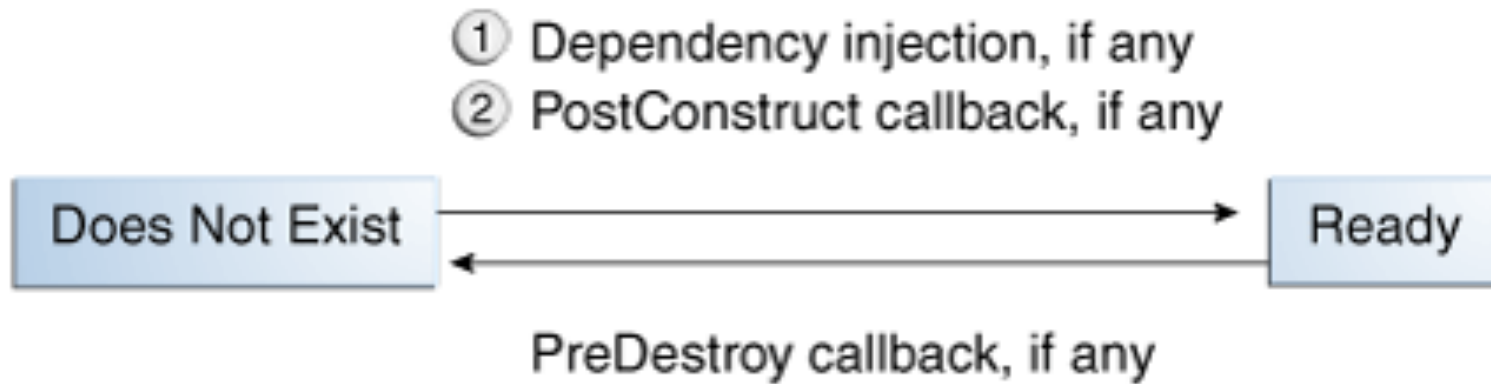 1 Dependency injection, if any
2 PostConstruct callback, if any
Does Not Exist
Ready
PreDestroy callback, if any